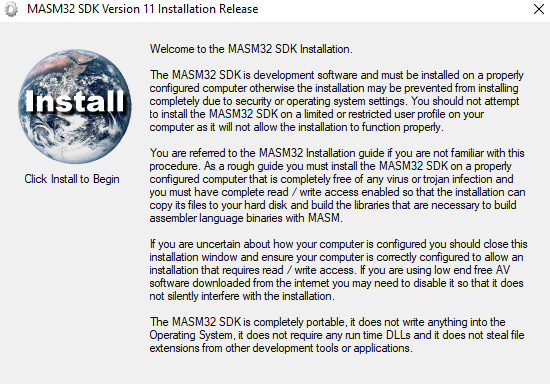 MASM32 SDK Version 11 Installation Release
Install
Click Install to Begin
Welcome to the MASM32 SDK Installation.
The MASM32 SDK is development software and must be installed on a properly
configured computer otherwise the installation may be prevented from installing
completely due to security or operating system settings. You should not attempt
to install the MASM32 SDK on a limited or restricted user profile on your
computer as it will not allow the installation to function properly.
You are referred to the MASM32 Installation guide if you are not familiar with this
procedure. As a rough guide you must install the MASM32 SDK on a properly
configured computer that is completely free of any virus or trojan infection and
you must have complete read / write access enabled so that the installation can
copy its files to your hard disk and build the libraries that are necessary to build
assembler language binaries with MASM.
If you are uncertain about how your computer is configured you should close this
installation window and ensure your computer is correctly configured to allow an
installation that requires read / write access. If you are using low end free AV
software downloaded from the internet you may need to disable it so that it does
not silently interfere with the installation.
The MASM32 SDK is completely portable, it does not write anything into the
Operating System, it does not require any run time DLLs and it does not steal file
extensions from other development tools or applications.